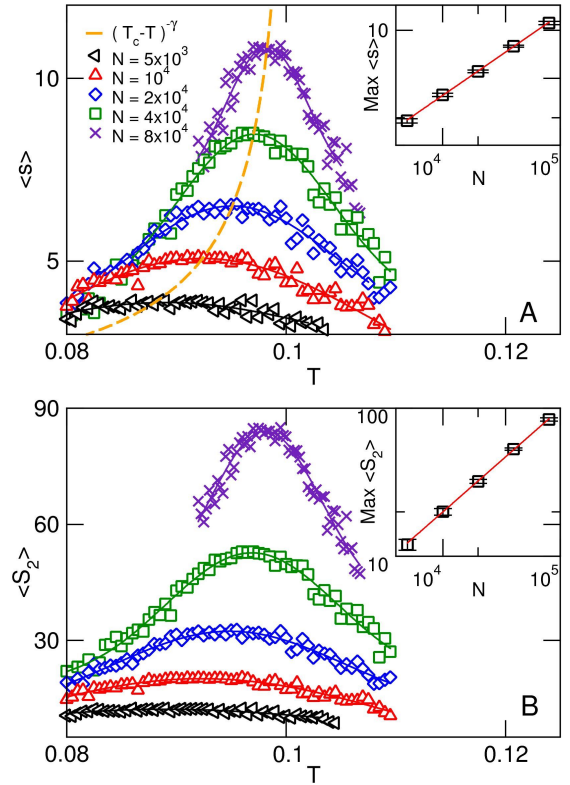 (T_c-T)^-γ
N = 5x10^3
N = 10^4
N = 2x10^4
N = 4x10^4
N = 8x10^4
10
5
<s>
0.08
0.1
0.12
T
A
10
Max <s>
10^4
10^5
N
90
60
30
<S_2>
0.08
0.1
0.12
T
B
100
10
Max <S_2>
10^4
10^5
N